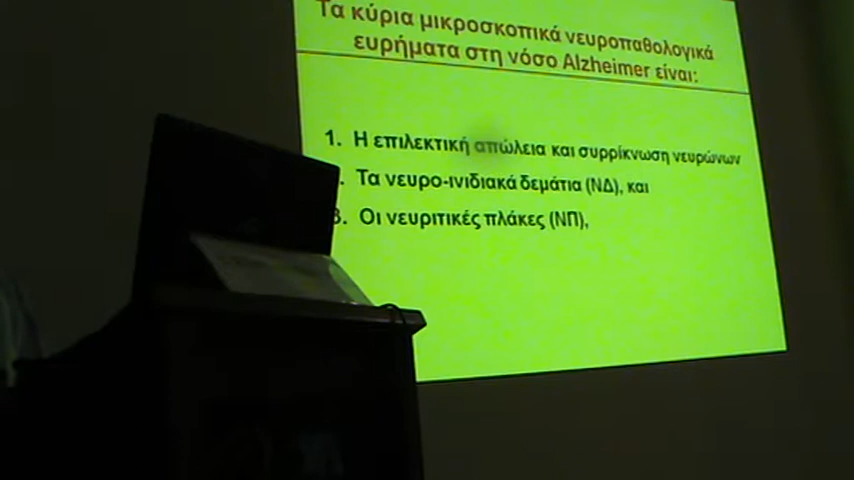 Τα κύρια μικροσκοπικά νευροπαθολογικά
ευρήματα στη νόσο Alzheimer είναι:
1. Η επιλεκτική απώλεια και συρρίκνωση νευρώνων
. Τα νευρο-ινιδιακά δεμάτια (ΝΔ), και
3. Οι νευριτικές πλάκες (ΝΠ),